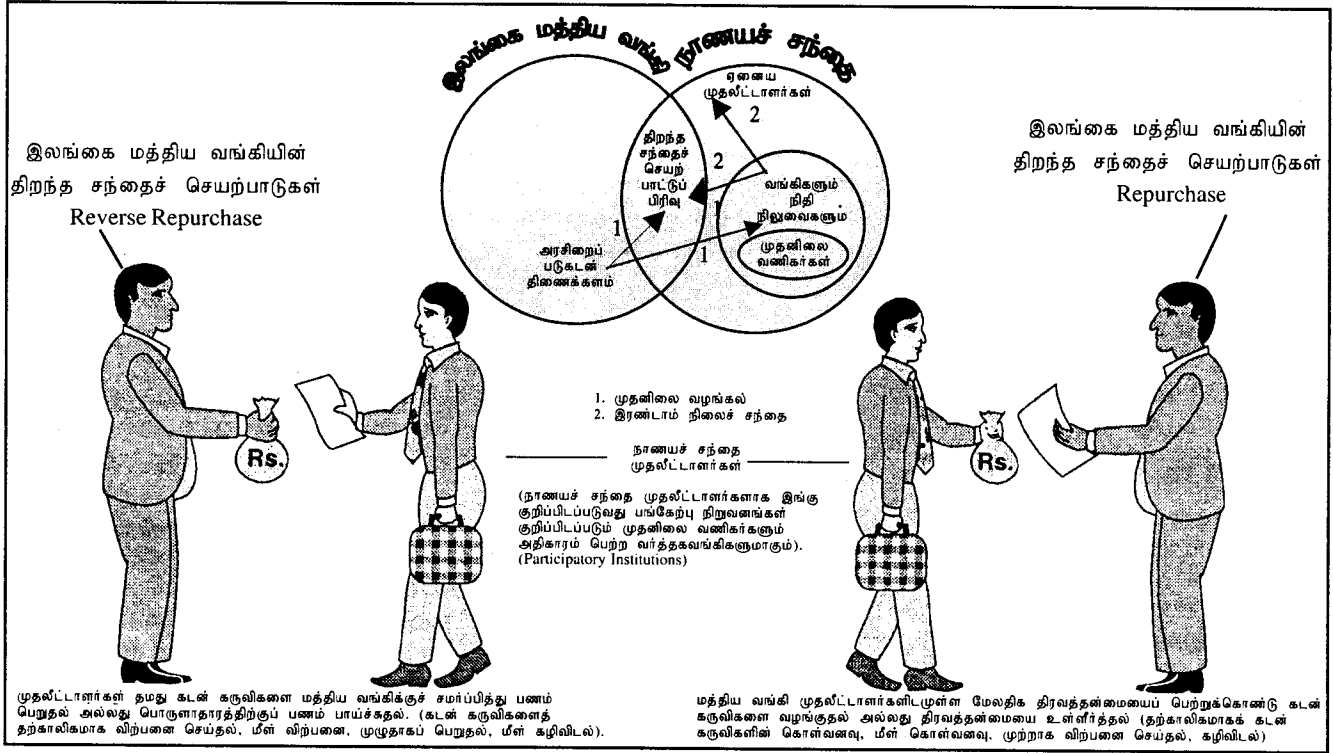 இலங்கை மத்திய வங்கி
நாணயச் சந்தை
ஏனைய
முதலீட்டாளர்கள்
2
திறந்த
சந்தைச்
செயற்
பாட்டுப்
பிரிவு
2
வங்கிகளும்
நிதி
நிலுவைகளும்
1
1
முதனிலை
வணிகர்கள்
அரசிறைப்
படுகடன்
திணைக்களம்
1
இலங்கை மத்திய வங்கியின்
திறந்த சந்தைச் செயற்பாடுகள்
Reverse Repurchase
இலங்கை மத்திய வங்கியின்
திறந்த சந்தைச் செயற்பாடுகள்
Repurchase
Rs.
1. முதனிலை வழங்கல்
2. இரண்டாம் நிலைச் சந்தை
நாணயச் சந்தை
முதலீட்டாளர்கள்
(நாணயச் சந்தை முதலீட்டாளர்களாக இங்கு
குறிப்பிடப்படுவது பங்கேற்பு நிறுவனங்கள்
குறிப்பிடப்படும் முதனிலை வணிகர்களும்
அதிகாரம் பெற்ற வர்த்தகவங்கிகளுமாகும்).
(Participatory Institutions)
Rs.
முதலீட்டாளர்கள் தமது கடன் கருவிகளை மத்திய வங்கிக்குச் சமர்ப்பித்து பணம்
பெறுதல் அல்லது பொருளாதாரத்திற்குப் பணம் பாய்ச்சுதல். (கடன் கருவிகளைத்
தற்காலிகமாக விற்பனை செய்தல், மீள் விற்பனை, முழுதாகப் பெறுதல், மீள் கழிவிடல்).
மத்திய வங்கி முதலீட்டாளர்களிடமுள்ள மேலதிக திரவத்தன்மையைப் பெற்றுக்கொண்டு கடன்
கருவிகளை வழங்குதல் அல்லது திரவத்தன்மையை உள்ளீர்த்தல் (தற்காலிகமாகக் கடன்
கருவிகளின் கொள்வனவு, மீள் கொள்வனவு, முற்றாக விற்பனை செய்தல், கழிவிடல்)